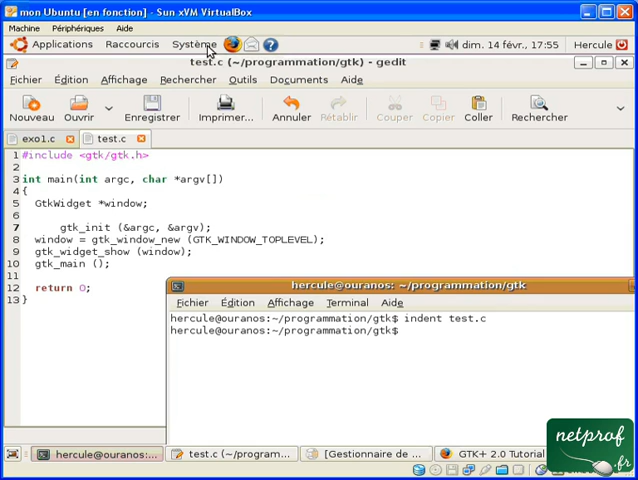 mon Ubuntu [en fonction] - Sun xVM VirtualBox
Machine Périphériques Aide
Applications Raccourcis Système dim. 14 févr., 17:55 Hercule
test.c (~/programmation/gtk) - gedit
Fichier Édition Affichage Rechercher Outils Documents Aide
Nouveau Ouvrir Enregistrer Imprimer... Annuler Rétablir Couper Copier Coller Rechercher
exo1.c test.c
1 #include <gtk/gtk.h>
2
3 int main(int argc, char *argv[])
4 {
5 GtkWidget *window;
6
7 gtk_init (&argc, &argv);
8 window = gtk_window_new (GTK_WINDOW_TOPLEVEL);
9 gtk_widget_show (window);
10 gtk_main ();
11
12 return 0;
13 }
hercule@ouranos: ~/programmation/gtk
Fichier Édition Affichage Terminal Aide
hercule@ouranos:~/programmation/gtk$ indent test.c
hercule@ouranos:~/programmation/gtk$
hercule@ouranos:... test.c (~/program... [Gestionnaire de ... GTK+ 2.0 Tutorial
netprof
.fr